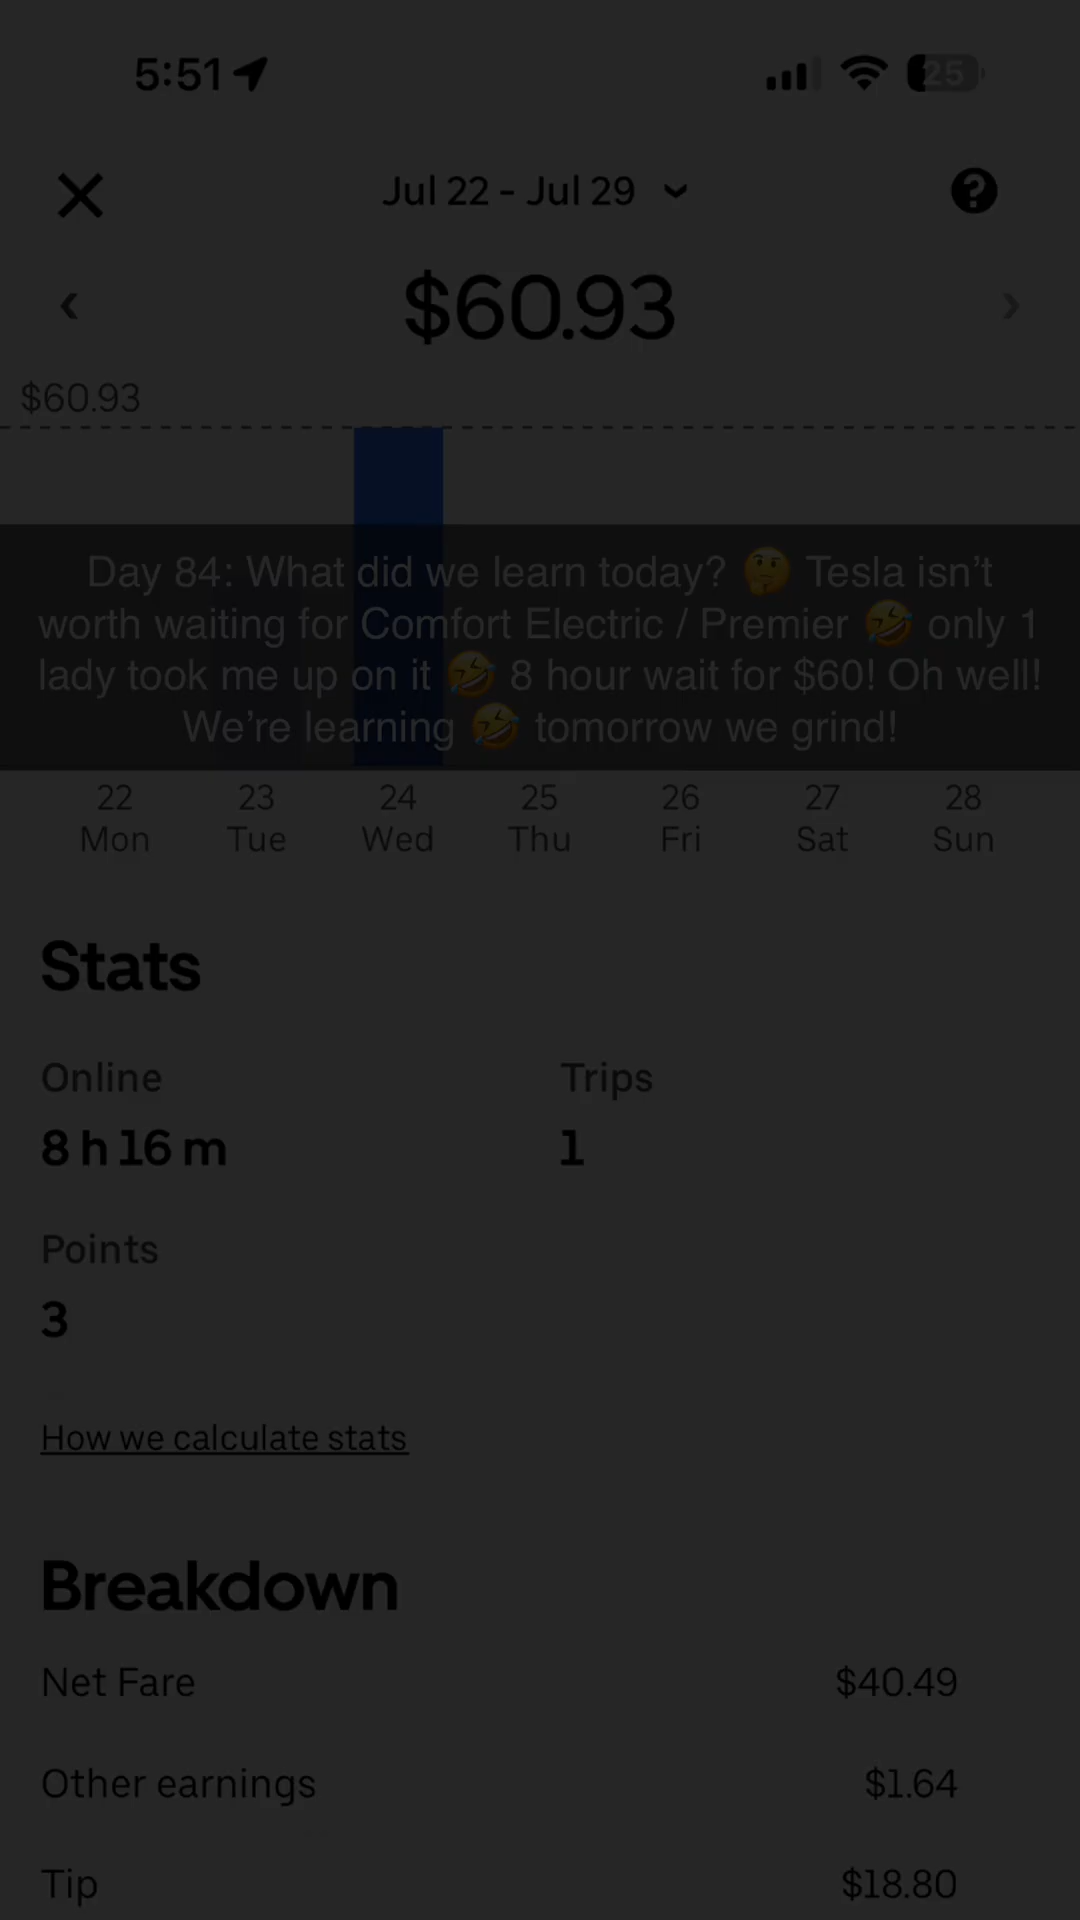 5:51
25
Jul 22 - Jul 29
$60.93
$60.93
Day 84: What did we learn today? 🤔 Tesla isn’t
worth waiting for Comfort Electric / Premier 🤣 only 1
lady took me up on it 🤣 8 hour wait for $60! Oh well!
We’re learning 🤣 tomorrow we grind!
22 23 24 25 26 27 28
Mon Tue Wed Thu Fri Sat Sun
Stats
Online Trips
8 h 16 m 1
Points
3
How we calculate stats
Breakdown
Net Fare $40.49
Other earnings $1.64
Tip $18.80